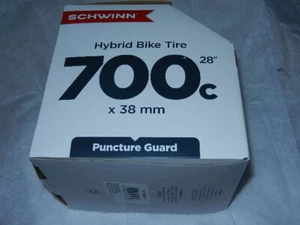 SCHWINN
Hybrid Bike Tire
700c 28"
x 38 mm
Puncture Guard